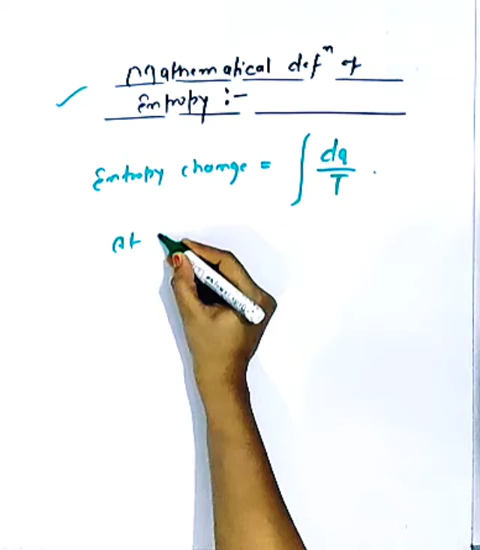 Mathematical defⁿ of
Entropy :-
Entropy change = ∫ dq/T .
At